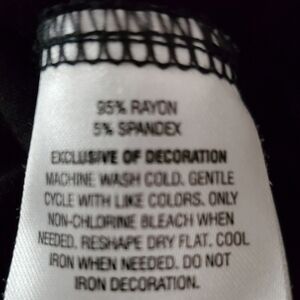 95% RAYON
5% SPANDEX
EXCLUSIVE OF DECORATION
MACHINE WASH COLD. GENTLE
CYCLE WITH LIKE COLORS. ONLY
NON-CHLORINE BLEACH WHEN
NEEDED. RESHAPE DRY FLAT. COOL
IRON WHEN NEEDED. DO NOT
IRON DECORATION.